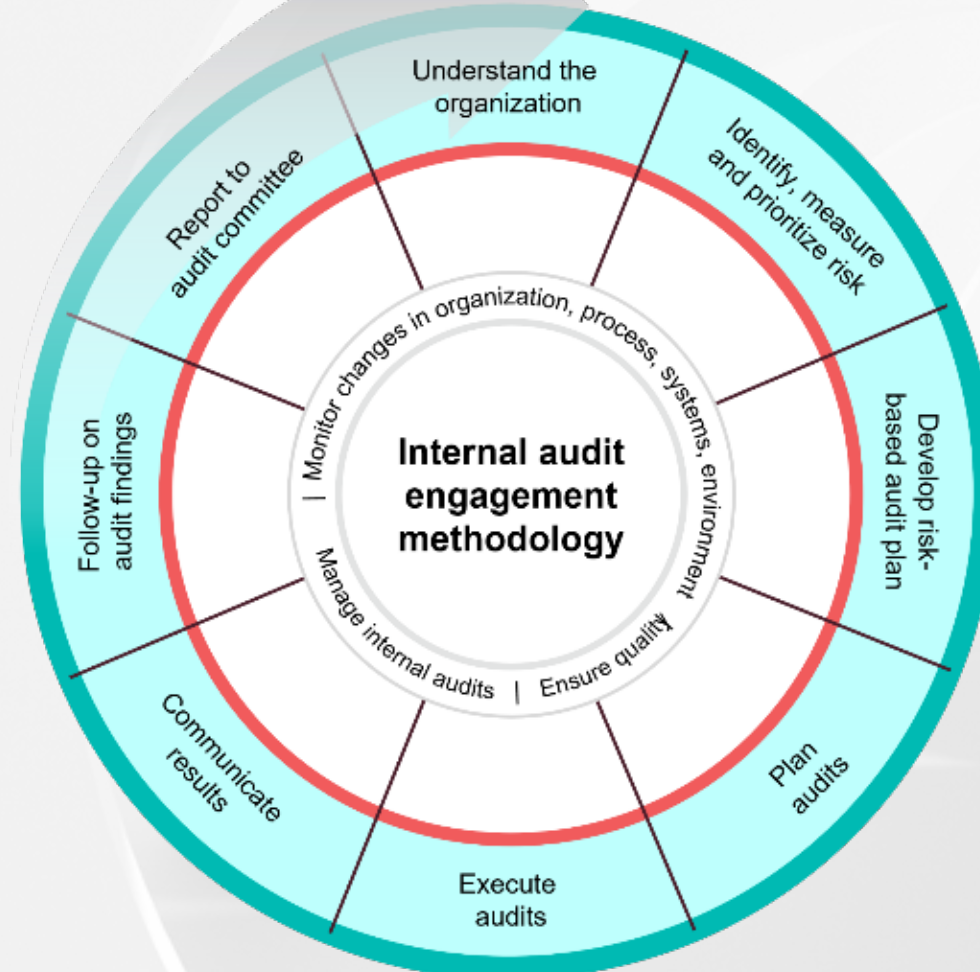 Understand the
organization
Identify, measure
and prioritize risk
Develop risk-
based audit plan
Plan
audits
Execute
audits
Communicate
results
Follow-up on
audit findings
Report to
audit committee
| Monitor changes in organization, process, systems, environment
Ensure quality
|
Manage internal audits
Internal audit
engagement
methodology